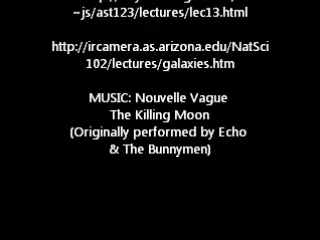 ~js/ast123/lectures/lec13.html
http://ircamera.as.arizona.edu/NatSci
102/lectures/galaxies.htm
MUSIC: Nouvelle Vague
The Killing Moon
(Originally performed by Echo
& The Bunnymen)